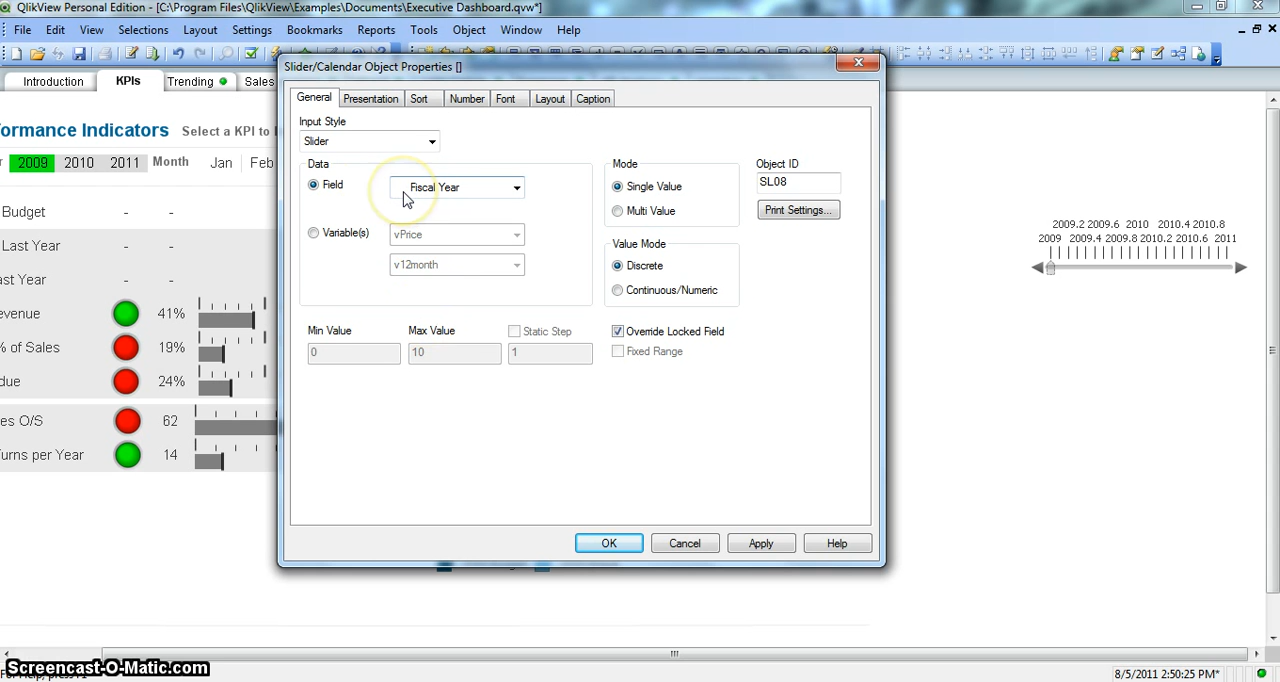 QlikView Personal Edition - [C:\Program Files\QlikView\Examples\Documents\Executive Dashboard.qvw*]
File Edit View Selections Layout Settings Bookmarks Reports Tools Object Window Help
Introduction KPIs Trending Sales
Slider/Calendar Object Properties []
General Presentation Sort Number Font Layout Caption
Input Style
Slider
Data
Field Fiscal Year
Variable(s) vPrice
v12month
Mode
Single Value
Multi Value
Value Mode
Discrete
Continuous/Numeric
Object ID
SL08
Print Settings...
Min Value Max Value Static Step
0 10 1
Override Locked Field
Fixed Range
OK Cancel Apply Help
ormance Indicators Select a KPI to
2009 2010 2011 Month Jan Feb
Budget - -
Last Year - -
ast Year - -
evenue 41%
% of Sales 19%
due 24%
es O/S 62
urns per Year 14
2009.2 2009.6 2010 2010.4 2010.8
2009 2009.4 2009.8 2010.2 2010.6 2011
Screencast-O-Matic.com
8/5/2011 2:50:25 PM*